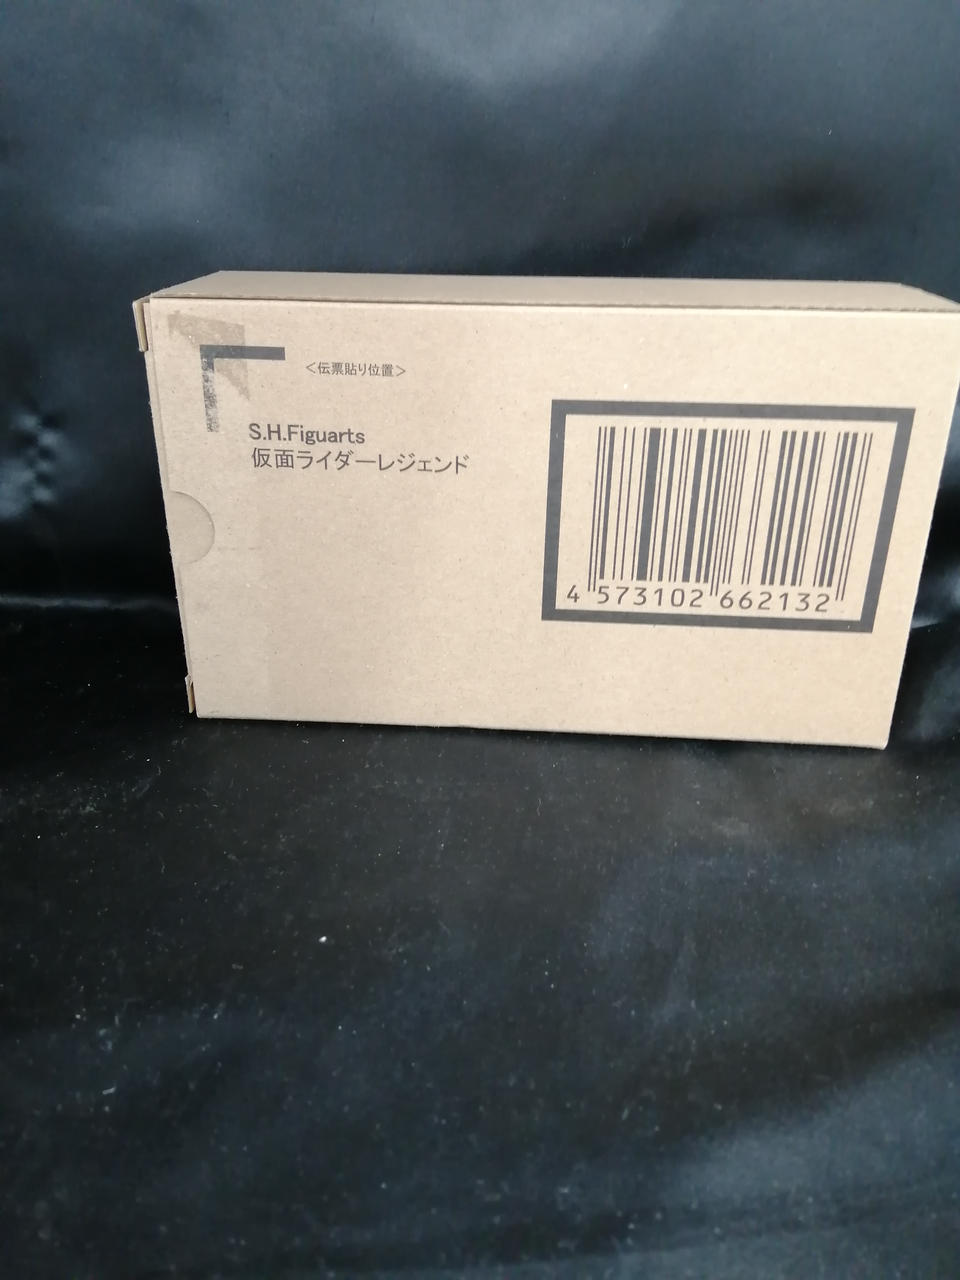 <伝票貼り位置>
S.H.Figuarts
仮面ライダーレジェンド
4 573102 662132